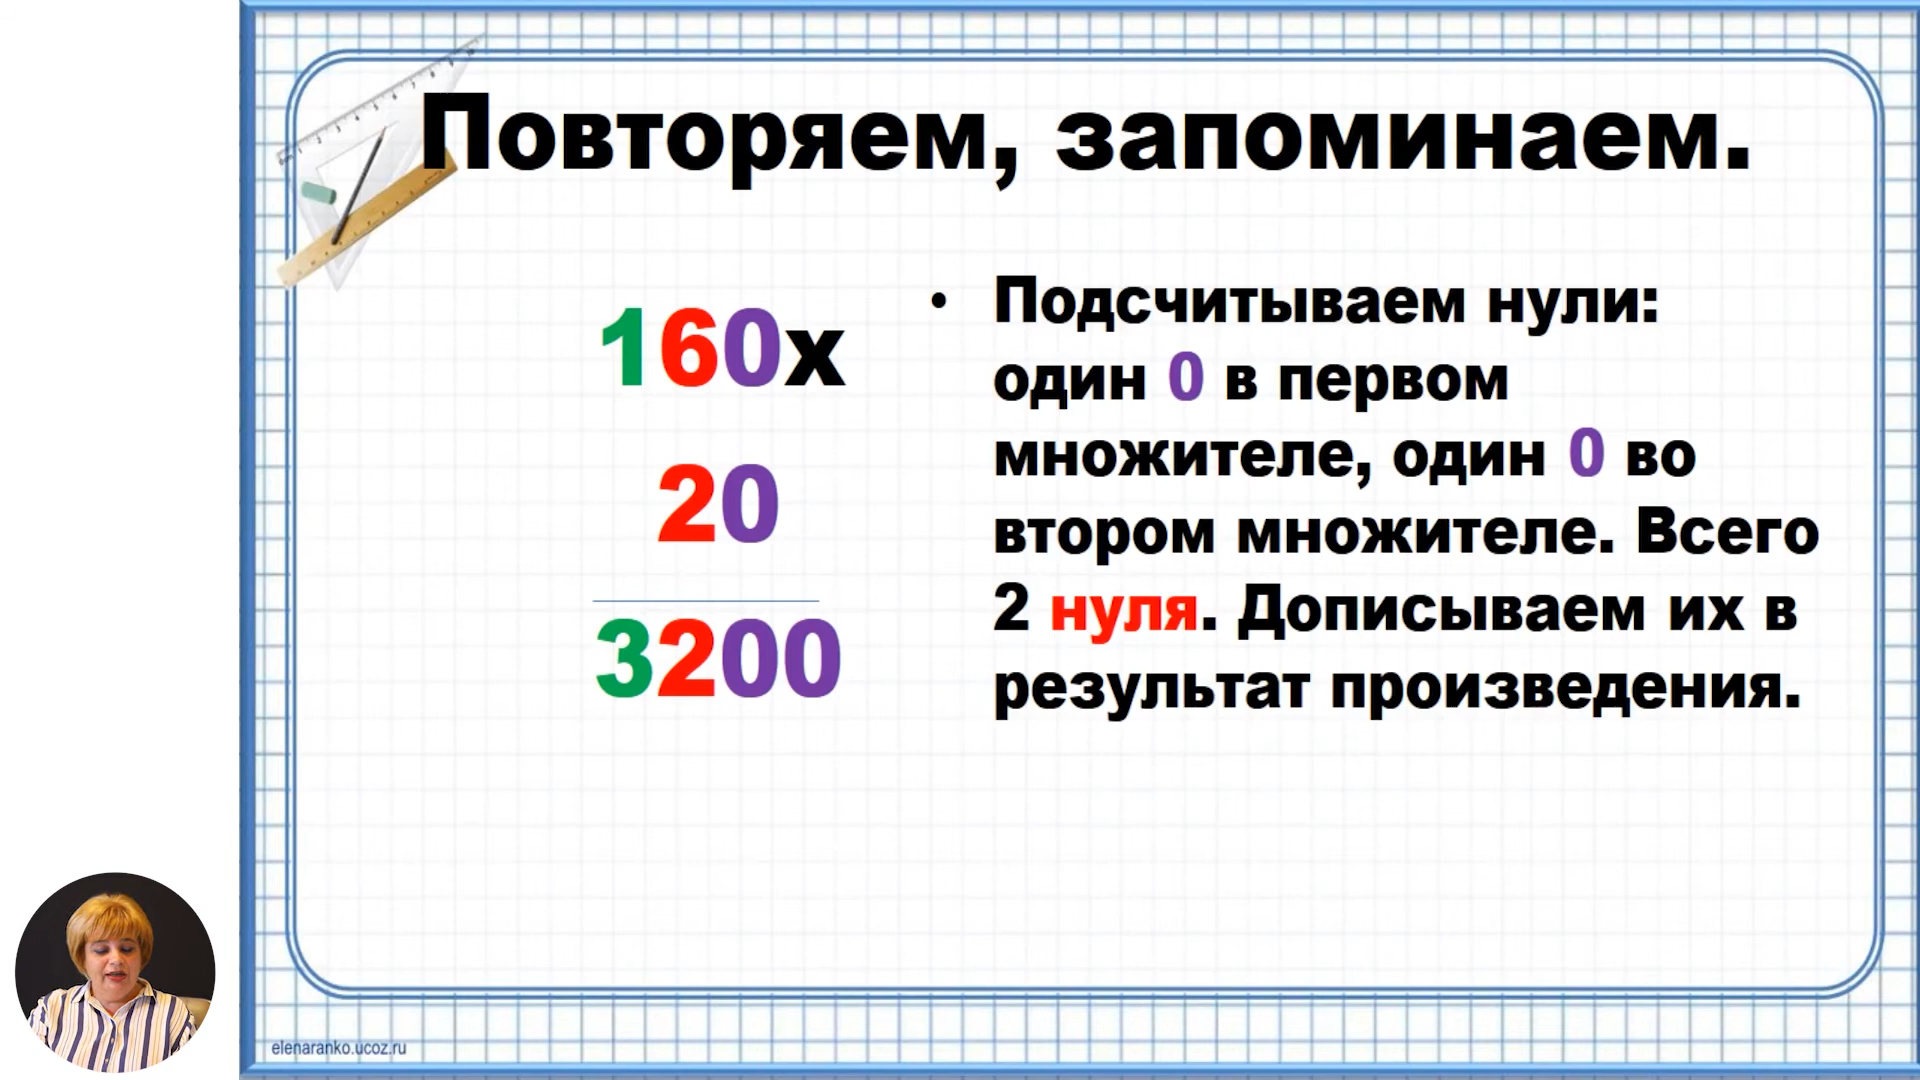 Повторяем, запоминаем.
160х
20
3200
• Подсчитываем нули:
один 0 в первом
множителе, один 0 во
втором множителе. Всего
2 нуля. Дописываем их в
результат произведения.
elenaranko.ucoz.ru